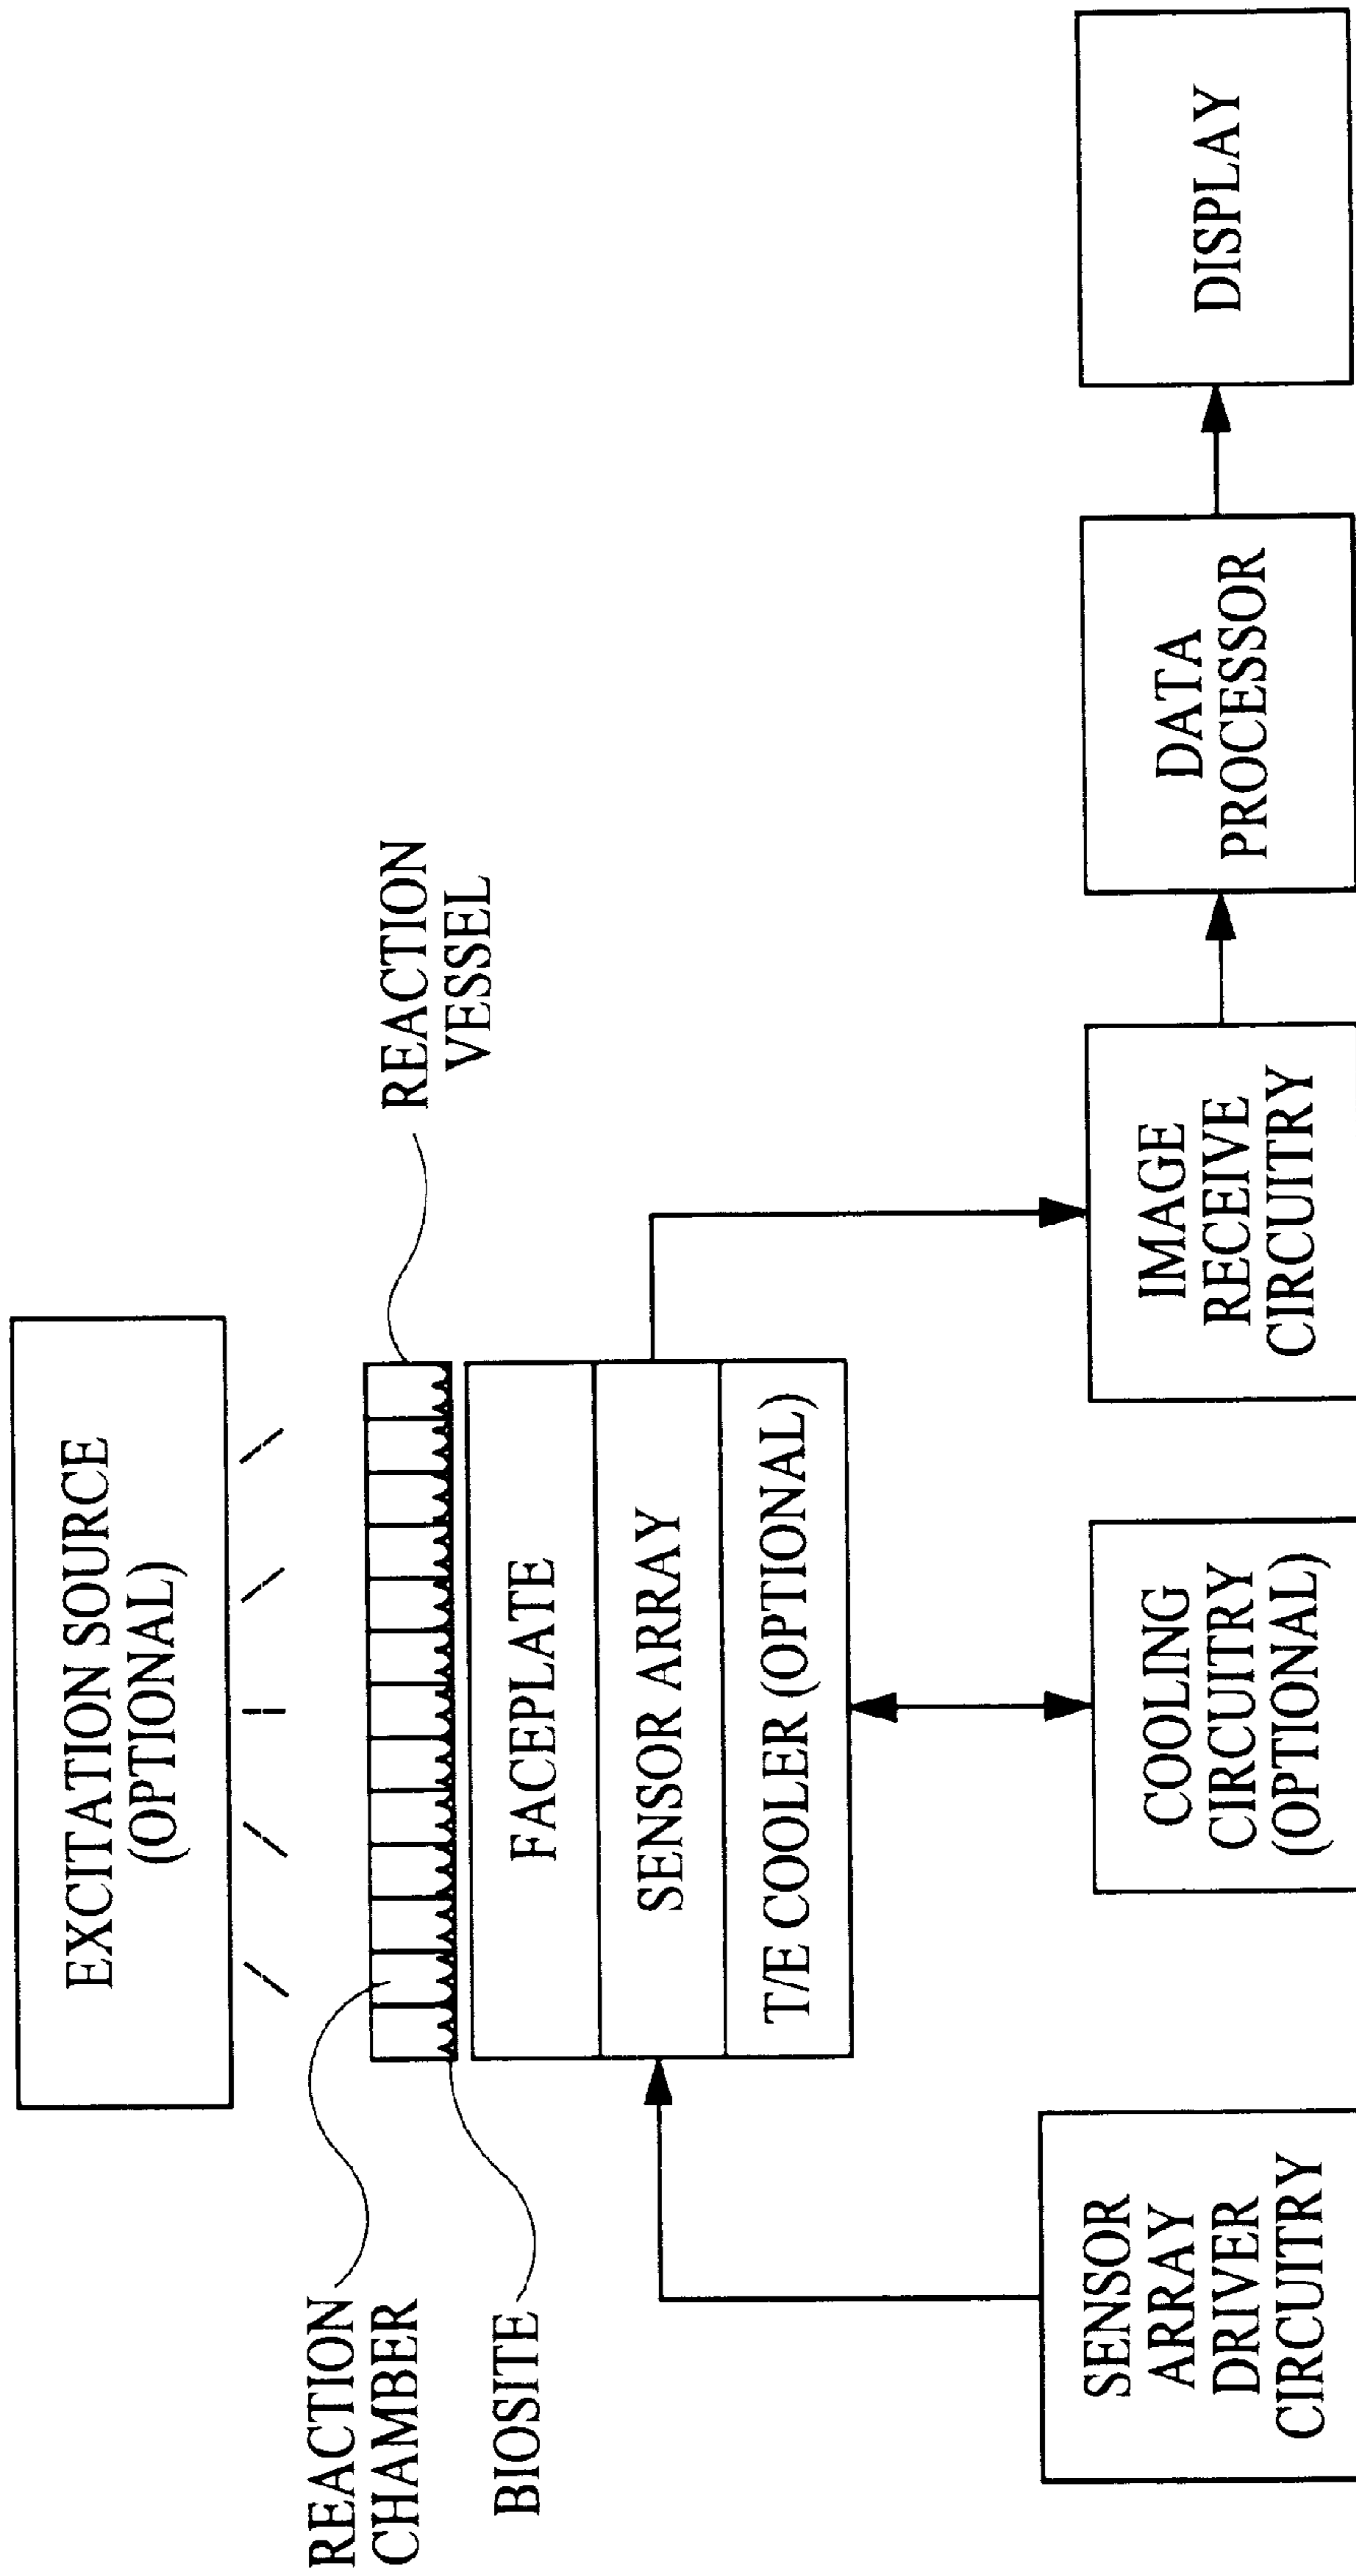 EXCITATION SOURCE
(OPTIONAL)
REACTION
CHAMBER
BIOSITE
REACTION
VESSEL
FACEPLATE
SENSOR ARRAY
T/E COOLER (OPTIONAL)
SENSOR
ARRAY
DRIVER
CIRCUITRY
COOLING
CIRCUITRY
(OPTIONAL)
IMAGE
RECEIVE
CIRCUITRY
DATA
PROCESSOR
DISPLAY